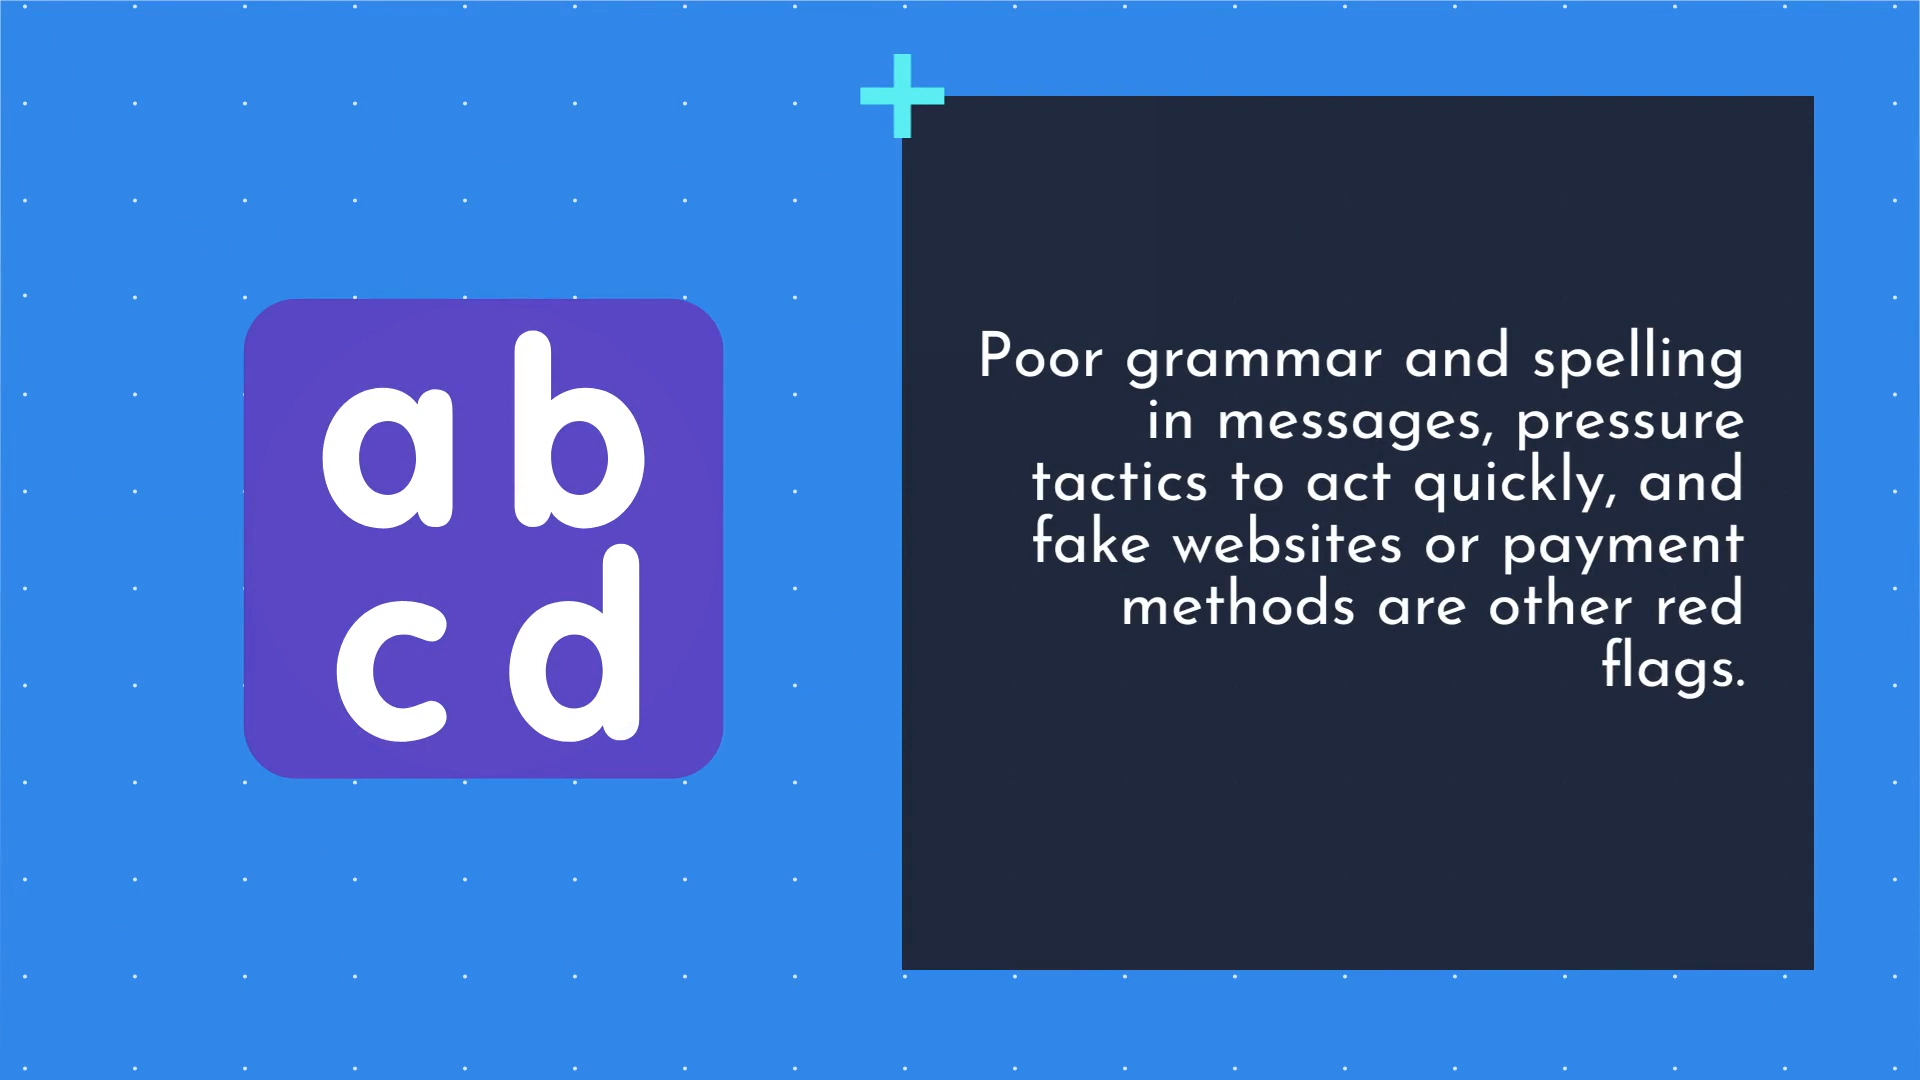 a b
c d
Poor grammar and spelling
in messages, pressure
tactics to act quickly, and
fake websites or payment
methods are other red
flags.